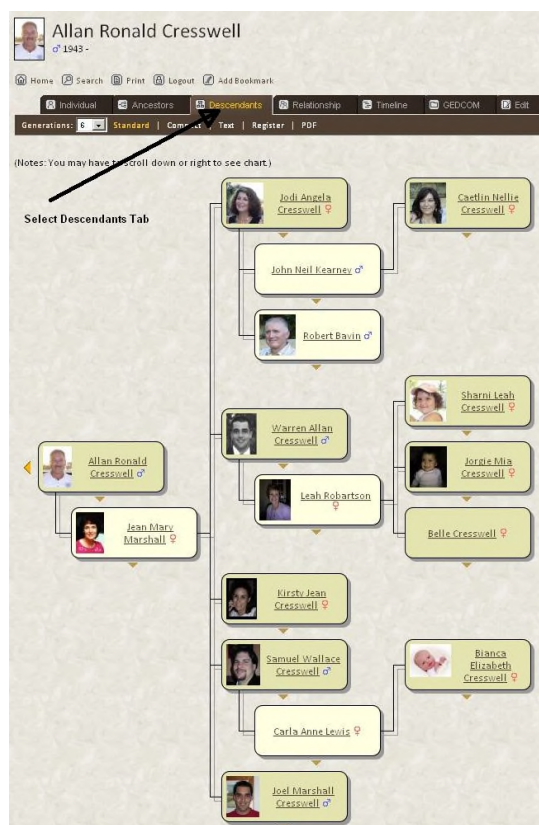 Allan Ronald Cresswell
♂ 1943 -
Home Search Print Logout Add Bookmark
Individual Ancestors Descendants Relationship Timeline GEDCOM Edit
Generations: 6 Standard | Compact | Text | Register | PDF
(Notes: You may have to scroll down or right to see chart.)
Select Descendants Tab
Jodi Angela
Cresswell ♀
Caetlin Nellie
Cresswell ♀
John Neil Kearney ♂
Robert Bavin ♂
Sharni Leah
Cresswell ♀
Warren Allan
Cresswell ♂
Allan Ronald
Cresswell ♂
Jorgie Mia
Cresswell ♀
Leah Robartson
♀
Jean Mary
Marshall ♀
Belle Cresswell ♀
Kirsty Jean
Cresswell ♀
Samuel Wallace
Cresswell ♂
Bianca
Elizabeth
Cresswell ♀
Carla Anne Lewis ♀
Joel Marshall
Cresswell ♂